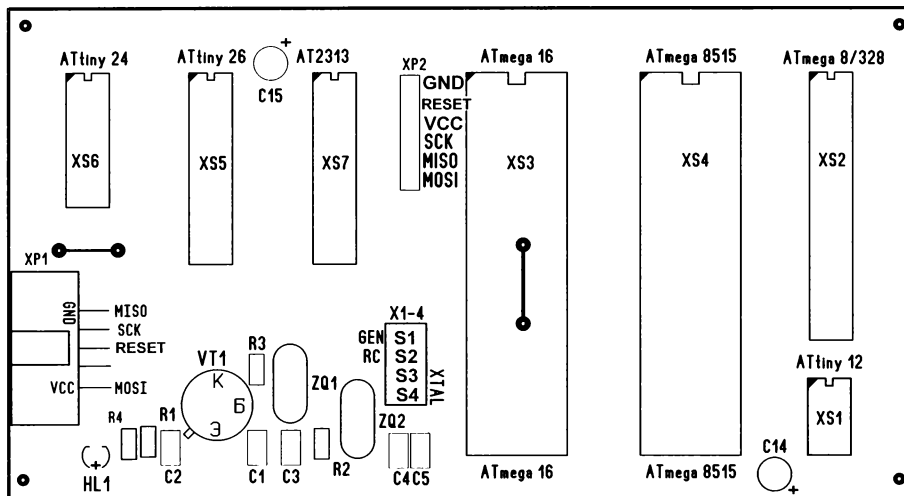 ATtiny 24
ATtiny 26
+
C15
AT2313
XP2
ATmega 16
ATmega 8515
ATmega 8/328
GND
RESET
VCC
SCK
MISO
MOSI
XS6
XS5
XS7
XS3
XS4
XS2
XP1
GND
MISO
SCK
RESET
VCC
MOSI
X1-4
GEN
RC
S1
S2
S3
S4
XTAL
R3
VT1
К
Б
Э
ZQ1
ZQ2
ATtiny 12
XS1
R4
R1
+
HL1
C2
C1
C3
R2
C4
C5
ATmega 16
ATmega 8515
C14
+